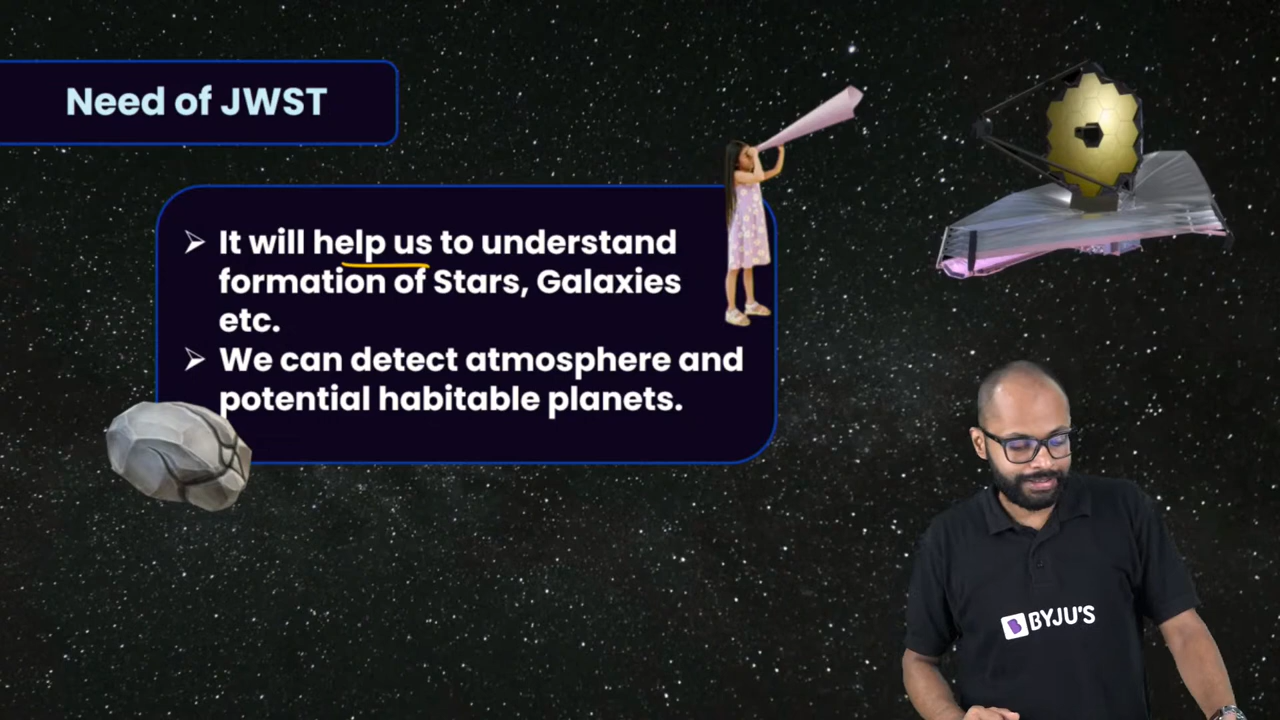 Need of JWST
➢ It will help us to understand
formation of Stars, Galaxies
etc.
➢ We can detect atmosphere and
potential habitable planets.
BYJU'S